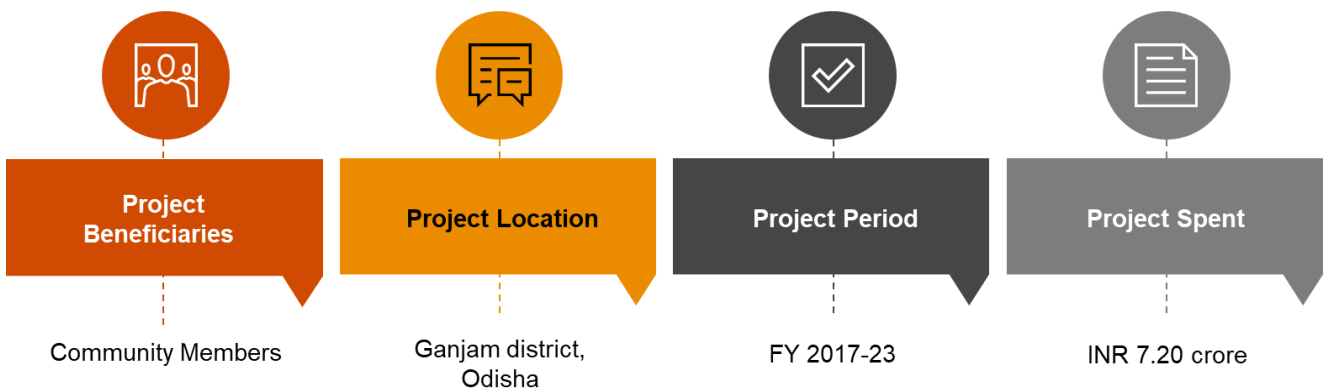 Project
Beneficiaries
Community Members
Project Location
Ganjam district,
Odisha
Project Period
FY 2017-23
Project Spent
INR 7.20 crore